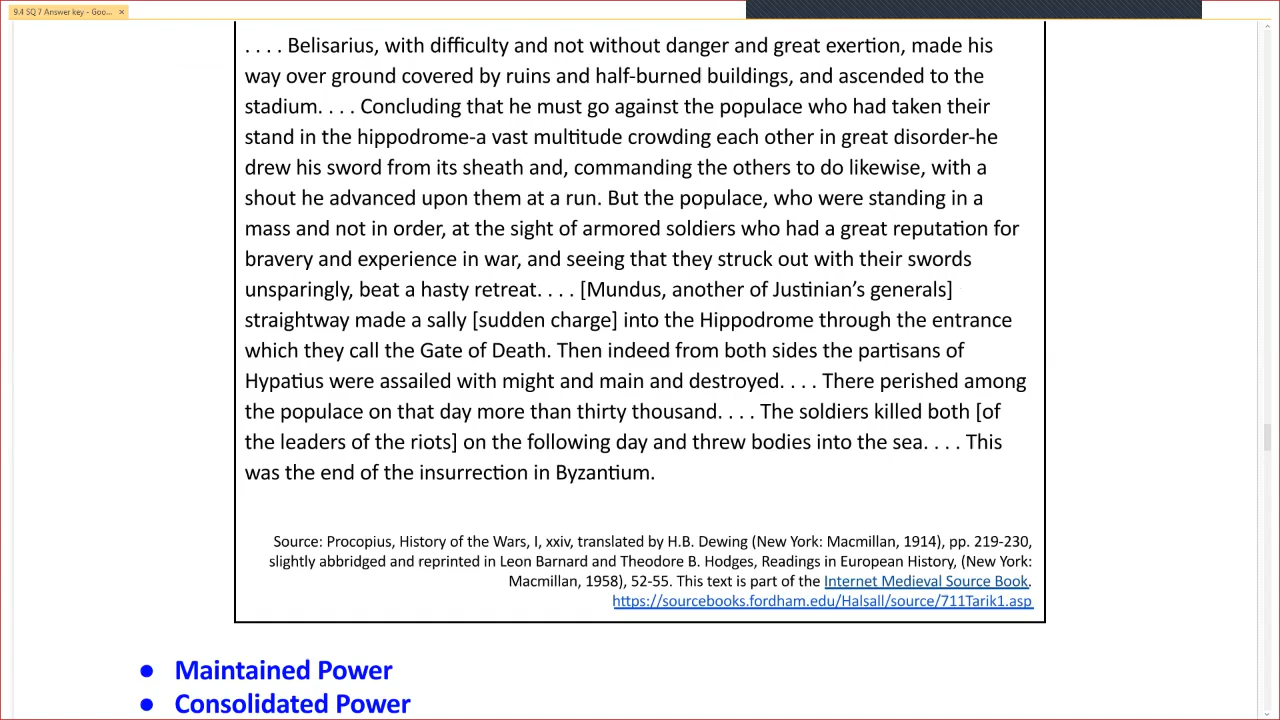 9.4 SQ 7 Answer key - Goo...
. . . . Belisarius, with difficulty and not without danger and great exertion, made his
way over ground covered by ruins and half-burned buildings, and ascended to the
stadium. . . . Concluding that he must go against the populace who had taken their
stand in the hippodrome-a vast multitude crowding each other in great disorder-he
drew his sword from its sheath and, commanding the others to do likewise, with a
shout he advanced upon them at a run. But the populace, who were standing in a
mass and not in order, at the sight of armored soldiers who had a great reputation for
bravery and experience in war, and seeing that they struck out with their swords
unsparingly, beat a hasty retreat. . . . [Mundus, another of Justinian’s generals]
straightway made a sally [sudden charge] into the Hippodrome through the entrance
which they call the Gate of Death. Then indeed from both sides the partisans of
Hypatius were assailed with might and main and destroyed. . . . There perished among
the populace on that day more than thirty thousand. . . . The soldiers killed both [of
the leaders of the riots] on the following day and threw bodies into the sea. . . . This
was the end of the insurrection in Byzantium.
Source: Procopius, History of the Wars, I, xxiv, translated by H.B. Dewing (New York: Macmillan, 1914), pp. 219-230,
slightly abbridged and reprinted in Leon Barnard and Theodore B. Hodges, Readings in European History, (New York:
Macmillan, 1958), 52-55. This text is part of the Internet Medieval Source Book.
https://sourcebooks.fordham.edu/Halsall/source/711Tarik1.asp
● Maintained Power
● Consolidated Power